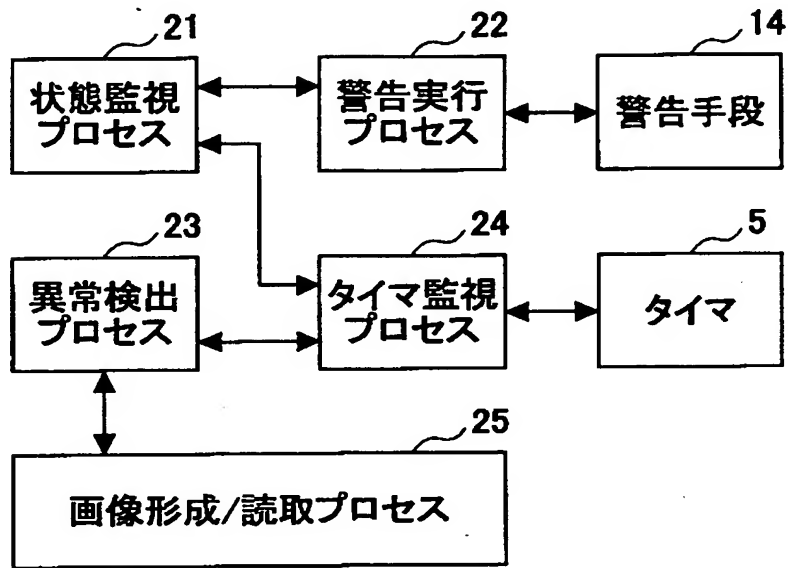 21
状態監視
プロセス
22
警告実行
プロセス
14
警告手段
23
異常検出
プロセス
24
タイマ監視
プロセス
5
タイマ
25
画像形成/読取プロセス